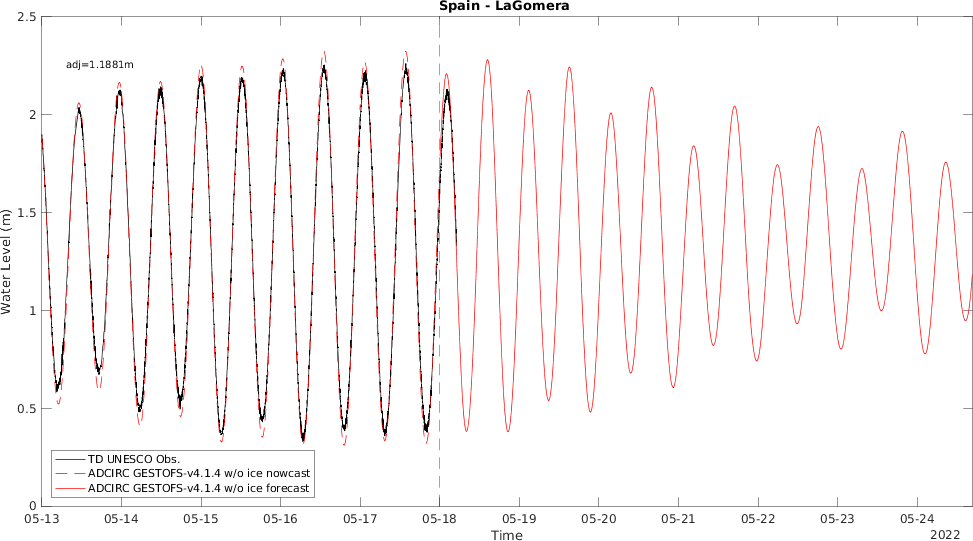 Spain - LaGomera
2.5
adj=1.1881m
2
1.5
Water Level (m)
1
0.5
TD UNESCO Obs.
ADCIRC GESTOFS-v4.1.4 w/o ice nowcast
ADCIRC GESTOFS-v4.1.4 w/o ice forecast
0
05-13 05-14 05-15 05-16 05-17 05-18 05-19 05-20 05-21 05-22 05-23 05-24
Time
2022